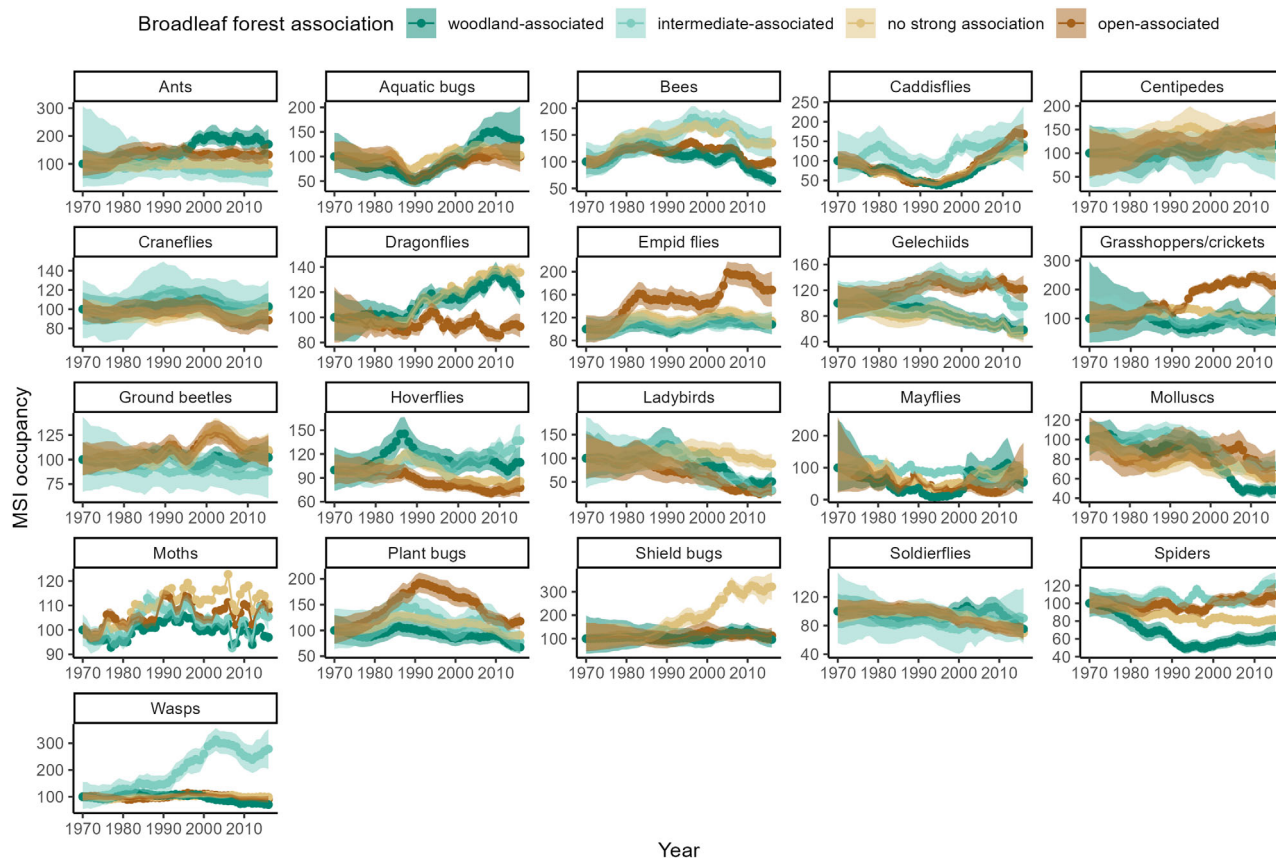 Broadleaf forest association woodland-associated intermediate-associated no strong association open-associated
Ants Aquatic bugs Bees Caddisflies Centipedes
300 200 100
200 150 100 50
200 150 100 50
250 200 150 100 50
200 150 100 50
1970 1980 1990 2000 2010 1970 1980 1990 2000 2010 1970 1980 1990 2000 2010 1970 1980 1990 2000 2010 1970 1980 1990 2000 2010
Craneflies Dragonflies Empid flies Gelechiids Grasshoppers/crickets
140 120 100 80
140 120 100 80
200 160 120 80
160 120 80 40
300 200 100
1970 1980 1990 2000 2010 1970 1980 1990 2000 2010 1970 1980 1990 2000 2010 1970 1980 1990 2000 2010 1970 1980 1990 2000 2010
MSI occupancy
Ground beetles Hoverflies Ladybirds Mayflies Molluscs
125 100 75
150 120 90 60
150 100 50
200 100 0
120 100 80 60 40
1970 1980 1990 2000 2010 1970 1980 1990 2000 2010 1970 1980 1990 2000 2010 1970 1980 1990 2000 2010 1970 1980 1990 2000 2010
Moths Plant bugs Shield bugs Soldierflies Spiders
120 110 100 90
200 150 100 50
300 200 100
160 120 80 40
120 100 80 60 40
1970 1980 1990 2000 2010 1970 1980 1990 2000 2010 1970 1980 1990 2000 2010 1970 1980 1990 2000 2010 1970 1980 1990 2000 2010
Wasps
300 200 100
1970 1980 1990 2000 2010
Year